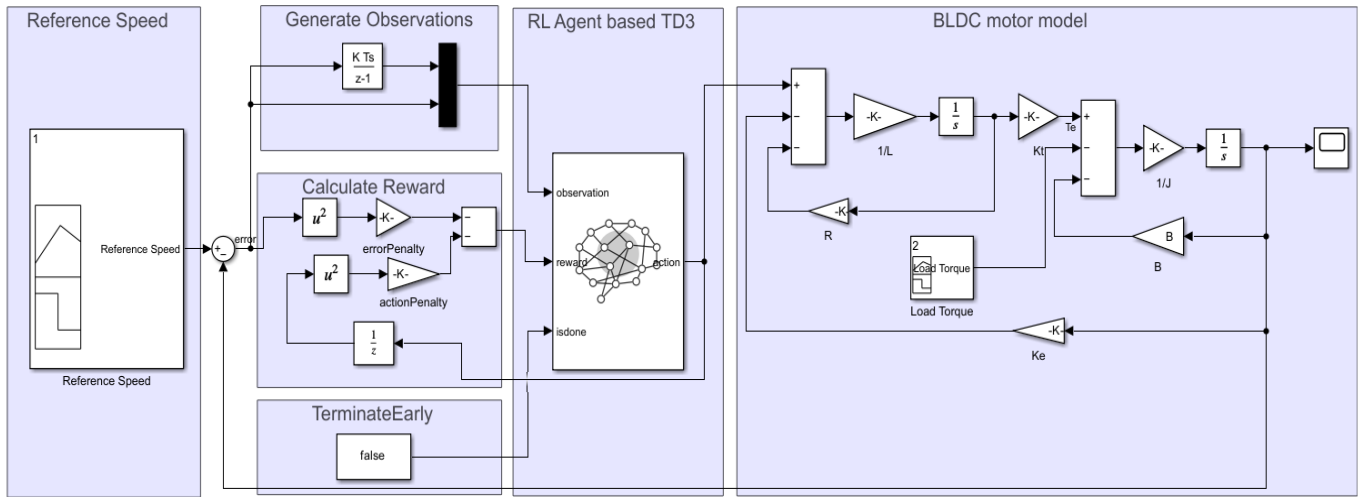 Reference Speed
1
Reference Speed
Reference Speed
+
−
error
Generate Observations
K Ts
z-1
Calculate Reward
u²
-K-
errorPenalty
−
−
u²
-K-
actionPenalty
1
z
TerminateEarly
false
RL Agent based TD3
observation
reward
action
isdone
BLDC motor model
+
−
−
-K-
1/L
1
s
-K-
Kt
Te
+
−
−
-K-
1/J
1
s
-K-
R
B
B
2
Load Torque
Load Torque
-K-
Ke